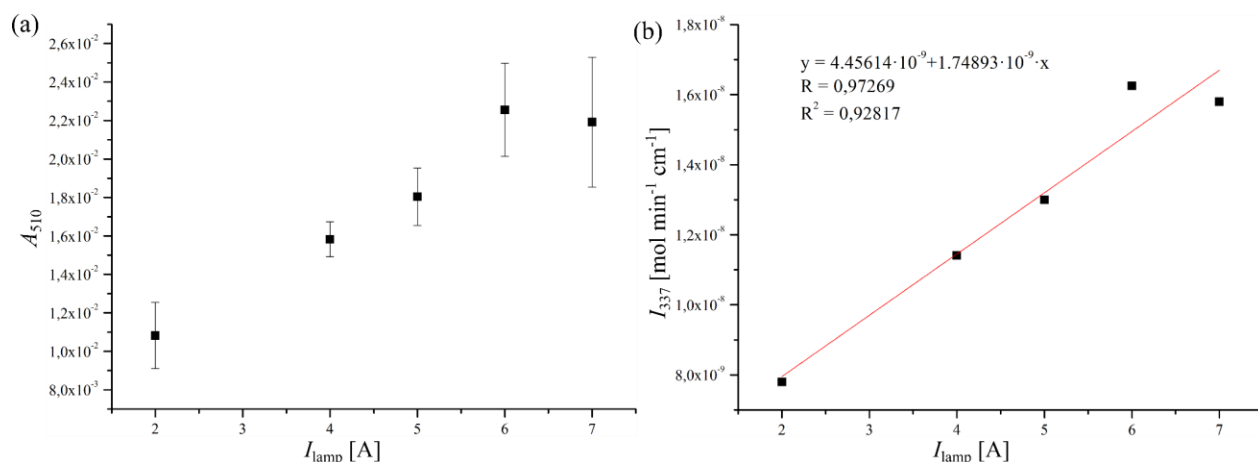 (a)
2,6x10⁻²
2,4x10⁻²
2,2x10⁻²
2,0x10⁻²
1,8x10⁻²
1,6x10⁻²
1,4x10⁻²
1,2x10⁻²
1,0x10⁻²
8,0x10⁻³
A₅₁₀
2 3 4 5 6 7
I_lamp [A]
(b)
1,8x10⁻⁸
1,6x10⁻⁸
1,4x10⁻⁸
1,2x10⁻⁸
1,0x10⁻⁸
8,0x10⁻⁹
I₃₃₇ [mol min⁻¹ cm⁻¹]
y = 4.45614·10⁻⁹+1.74893·10⁻⁹·x
R = 0,97269
R² = 0,92817
2 3 4 5 6 7
I_lamp [A]